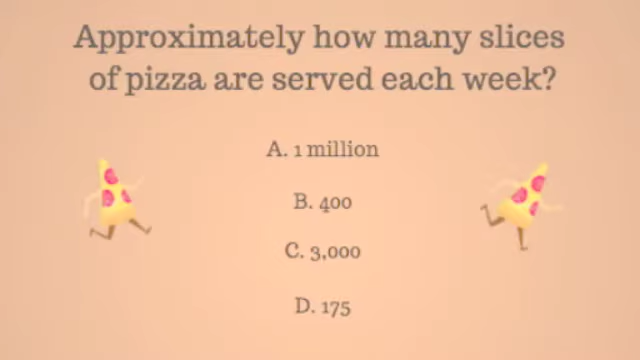 Approximately how many slices
of pizza are served each week?
A. 1 million
B. 400
C. 3,000
D. 175